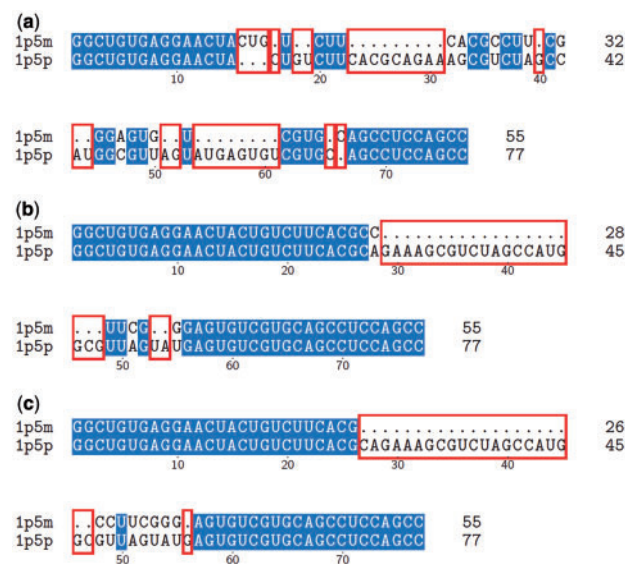 (a)
1p5m GGCUGUGAGGAACUACUG.U..CUU.........CACGCCUU.CG 32
1p5p GGCUGUGAGGAACUA...CUGUCUUCACGCAGAAAGCGUCUAGCC 42
10 20 30 40
1p5m ..GGAGUG..U........CGUG.CAGCCUCCAGCC 55
1p5p AUGGCGUUAGUAUGAGUGUCGUGC.AGCCUCCAGCC 77
50 60 70
(b)
1p5m GGCUGUGAGGAACUACUGUCUUCACGCC................. 28
1p5p GGCUGUGAGGAACUACUGUCUUCACGCAGAAAGCGUCUAGCCAUG 45
10 20 30 40
1p5m ...UUCG..GGAGUGUCGUGCAGCCUCCAGCC 55
1p5p GCGUUAGUAUGAGUGUCGUGCAGCCUCCAGCC 77
50 60 70
(c)
1p5m GGCUGUGAGGAACUACUGUCUUCACG................... 26
1p5p GGCUGUGAGGAACUACUGUCUUCACGCAGAAAGCGUCUAGCCAUG 45
10 20 30 40
1p5m ..CCUUCGGG.AGUGUCGUGCAGCCUCCAGCC 55
1p5p GCGUUAGUAUGAGUGUCGUGCAGCCUCCAGCC 77
50 60 70